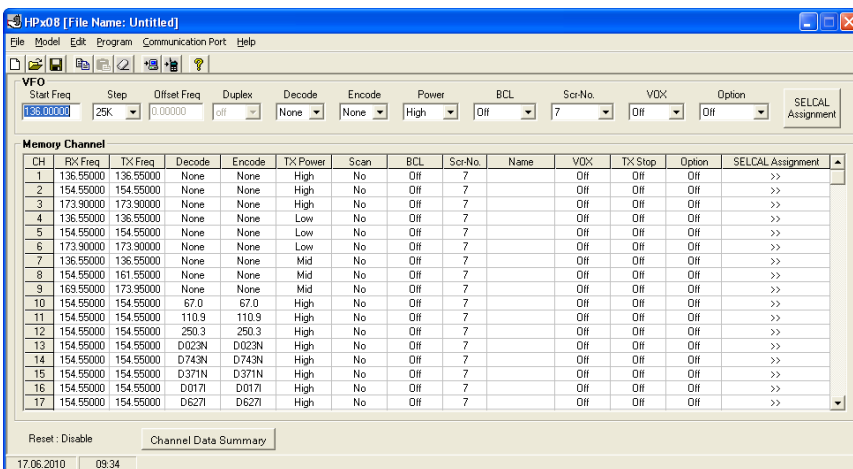 HPx08 [File Name: Untitled]
File Model Edit Program Communication Port Help
VFO
Start Freq Step Offset Freq Duplex Decode Encode Power BCL Scr-No. VOX Option
136.00000 25K 0.00000 off None None High Off 7 Off Off
SELCAL
Assignment
Memory Channel
CH RX Freq TX Freq Decode Encode TX Power Scan BCL Scr-No. Name VOX TX Stop Option SELCAL Assignment
1 136.55000 136.55000 None None High No Off 7 Off Off Off >>
2 154.55000 154.55000 None None High No Off 7 Off Off Off >>
3 173.90000 173.90000 None None High No Off 7 Off Off Off >>
4 136.55000 136.55000 None None Low No Off 7 Off Off Off >>
5 154.55000 154.55000 None None Low No Off 7 Off Off Off >>
6 173.90000 173.90000 None None Low No Off 7 Off Off Off >>
7 136.55000 136.55000 None None Mid No Off 7 Off Off Off >>
8 154.55000 161.55000 None None Mid No Off 7 Off Off Off >>
9 169.55000 173.95000 None None Mid No Off 7 Off Off Off >>
10 154.55000 154.55000 67.0 67.0 High No Off 7 Off Off Off >>
11 154.55000 154.55000 110.9 110.9 High No Off 7 Off Off Off >>
12 154.55000 154.55000 250.3 250.3 High No Off 7 Off Off Off >>
13 154.55000 154.55000 D023N D023N High No Off 7 Off Off Off >>
14 154.55000 154.55000 D743N D743N High No Off 7 Off Off Off >>
15 154.55000 154.55000 D371N D371N High No Off 7 Off Off Off >>
16 154.55000 154.55000 D017I D017I High No Off 7 Off Off Off >>
17 154.55000 154.55000 D627I D627I High No Off 7 Off Off Off >>
Reset : Disable Channel Data Summary
17.06.2010 09:34